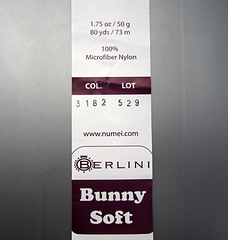 1.75 oz / 50 g
80 yds / 73 m
100%
Microfiber Nylon
COL. LOT
3182 529
www.numei.com
BERLINI
Bunny
Soft